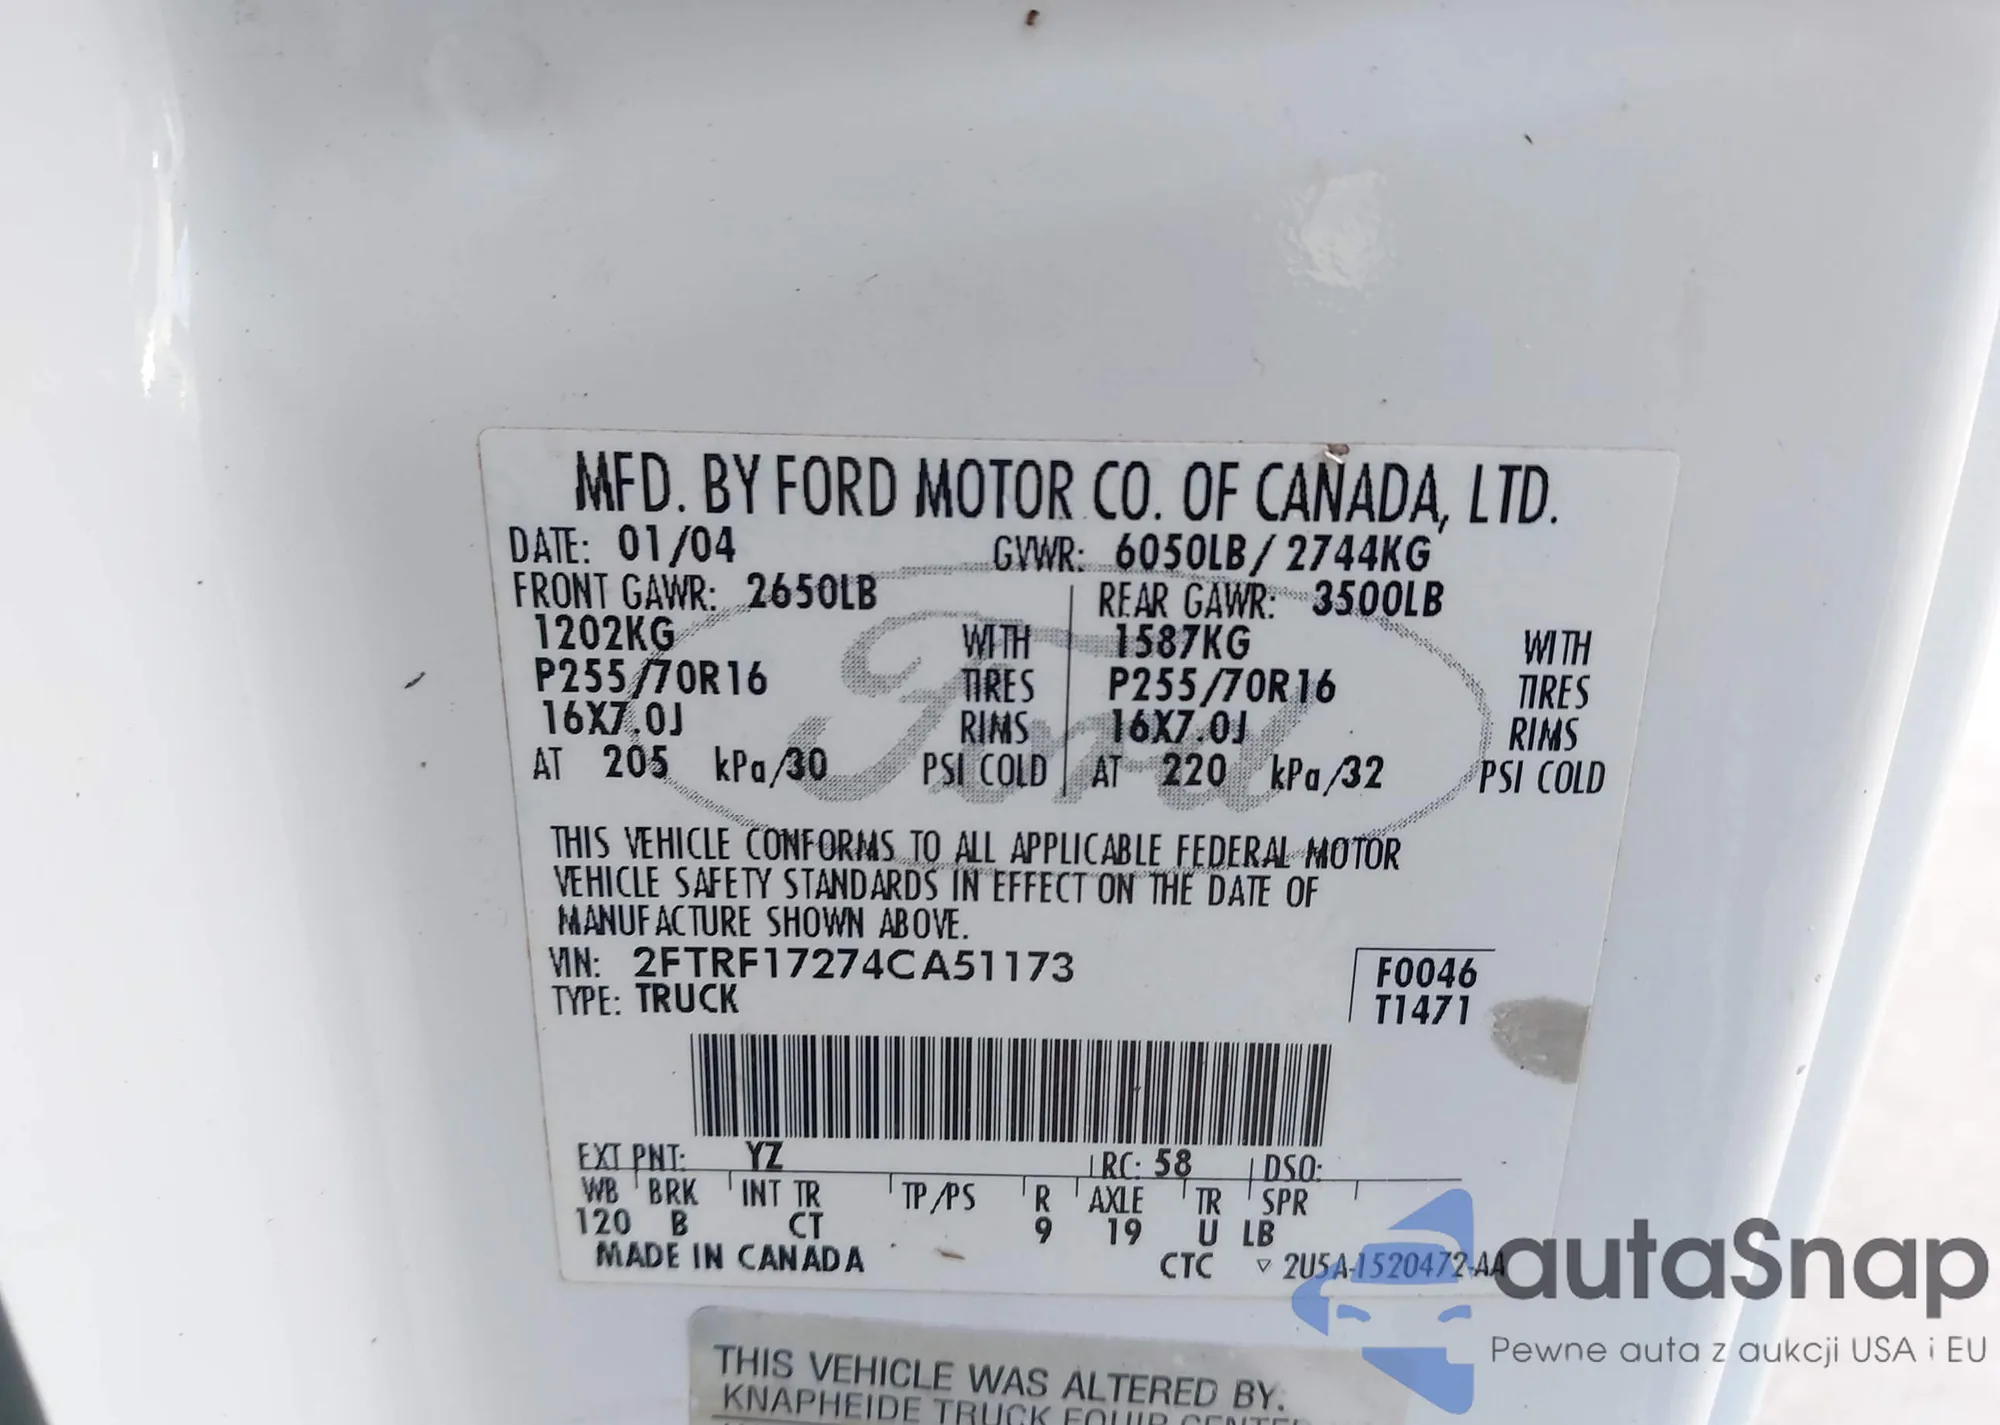 MFD. BY FORD MOTOR CO. OF CANADA, LTD.
DATE: 01/04 GVWR: 6050LB/2744KG
FRONT GAWR: 2650LB REAR GAWR: 3500LB
1202KG WITH 1587KG WITH
P255/70R16 TIRES P255/70R16 TIRES
16X7.0J RIMS 16X7.0J RIMS
AT 205 kPa/30 PSI COLD AT 220 kPa/32 PSI COLD
Ford
THIS VEHICLE CONFORMS TO ALL APPLICABLE FEDERAL MOTOR
VEHICLE SAFETY STANDARDS IN EFFECT ON THE DATE OF
MANUFACTURE SHOWN ABOVE.
VIN: 2FTRF17274CA51173 F0046
TYPE: TRUCK T1471
EXT PNT: YZ RC: 58 DSO:
WB BRK INT TR TP/PS R AXLE TR SPR
120 B CT 9 19 U LB
MADE IN CANADA CTC ▽ 2U5A-1520472-AA
THIS VEHICLE WAS ALTERED BY:
KNAPHEIDE TRUCK EQUIP CENTER
autaSnap
Pewne auta z aukcji USA i EU